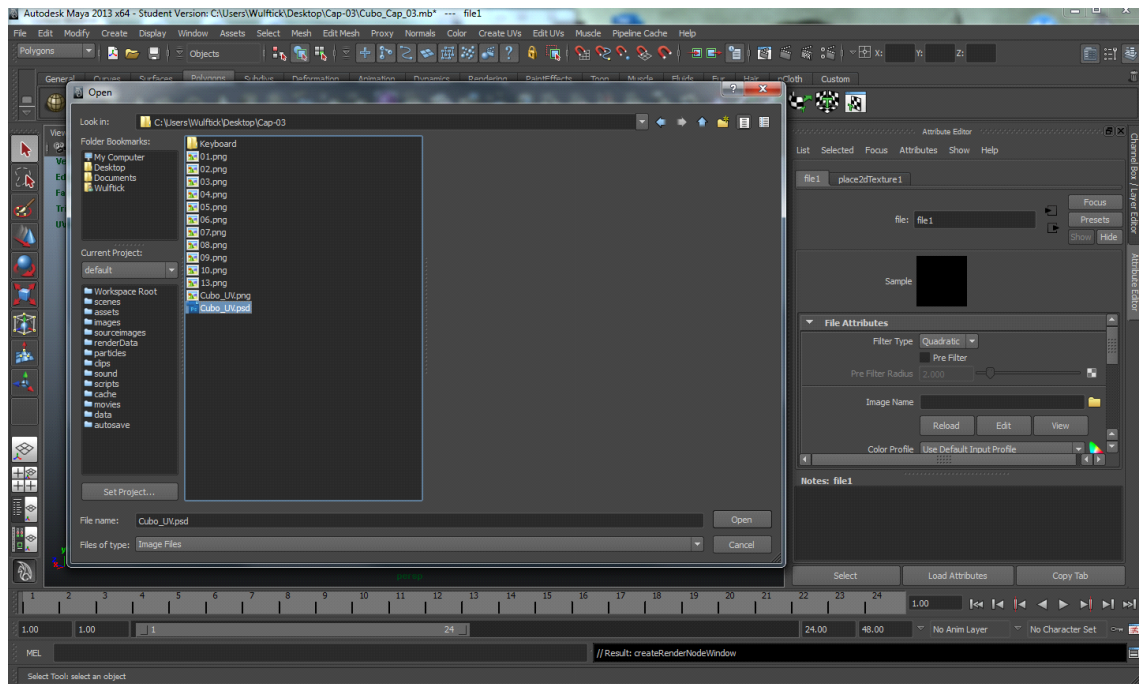 Autodesk Maya 2013 x64 - Student Version: C:\Users\Wulftick\Desktop\Cap-03\Cubo_Cap_03.mb* --- file1
File Edit Modify Create Display Window Assets Select Mesh Edit Mesh Proxy Normals Color Create UVs Edit UVs Muscle Pipeline Cache Help
Polygons Objects X: Y: Z:
General Curves Surfaces Polygons Subdivs Deformation Animation Dynamics Rendering PaintEffects Toon Muscle Fluids Fur Hair nCloth Custom
Open
Look in: C:\Users\Wulftick\Desktop\Cap-03
Folder Bookmarks:
My Computer
Desktop
Documents
Wulftick
Current Project:
default
Workspace Root
scenes
assets
images
sourceimages
renderData
particles
clips
sound
scripts
cache
movies
data
autosave
Set Project...
Keyboard
01.png
02.png
03.png
04.png
05.png
06.png
07.png
08.png
09.png
10.png
13.png
Cubo_UV.png
Cubo_UV.psd
File name: Cubo_UV.psd Open
Files of type: Image Files Cancel
persp
Attribute Editor
List Selected Focus Attributes Show Help
file1 place2dTexture1
file: file1
Focus
Presets
Show Hide
Sample
File Attributes
Filter Type Quadratic
Pre Filter
Pre Filter Radius 2.000
Image Name
Reload Edit View
Color Profile Use Default Input Profile
Notes: file1
Select Load Attributes Copy Tab
Channel Box / Layer Editor
Attribute Editor
1 2 3 4 5 6 7 8 9 10 11 12 13 14 15 16 17 18 19 20 21 22 23 24 1.00
1.00 1.00 1 24 24.00 48.00 No Anim Layer No Character Set
MEL // Result: createRenderNodeWindow
Select Tool: select an object